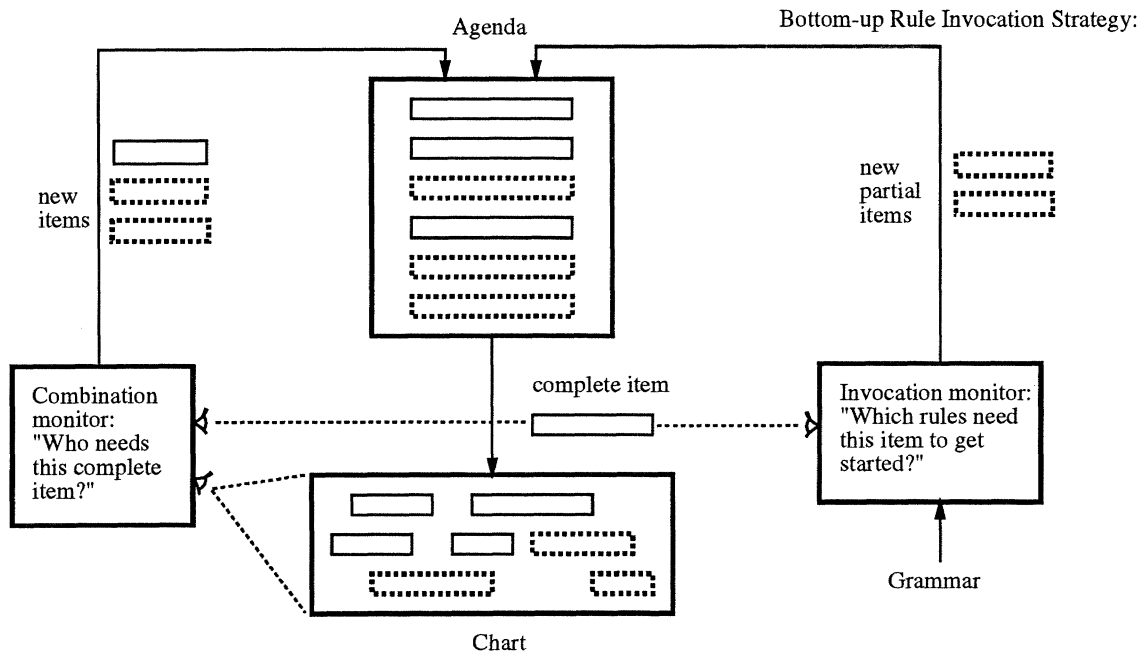 Bottom-up Rule Invocation Strategy:
Agenda
new
items
new
partial
items
complete item
Combination
monitor:
"Who needs
this complete
item?"
Invocation monitor:
"Which rules need
this item to get
started?"
Grammar
Chart